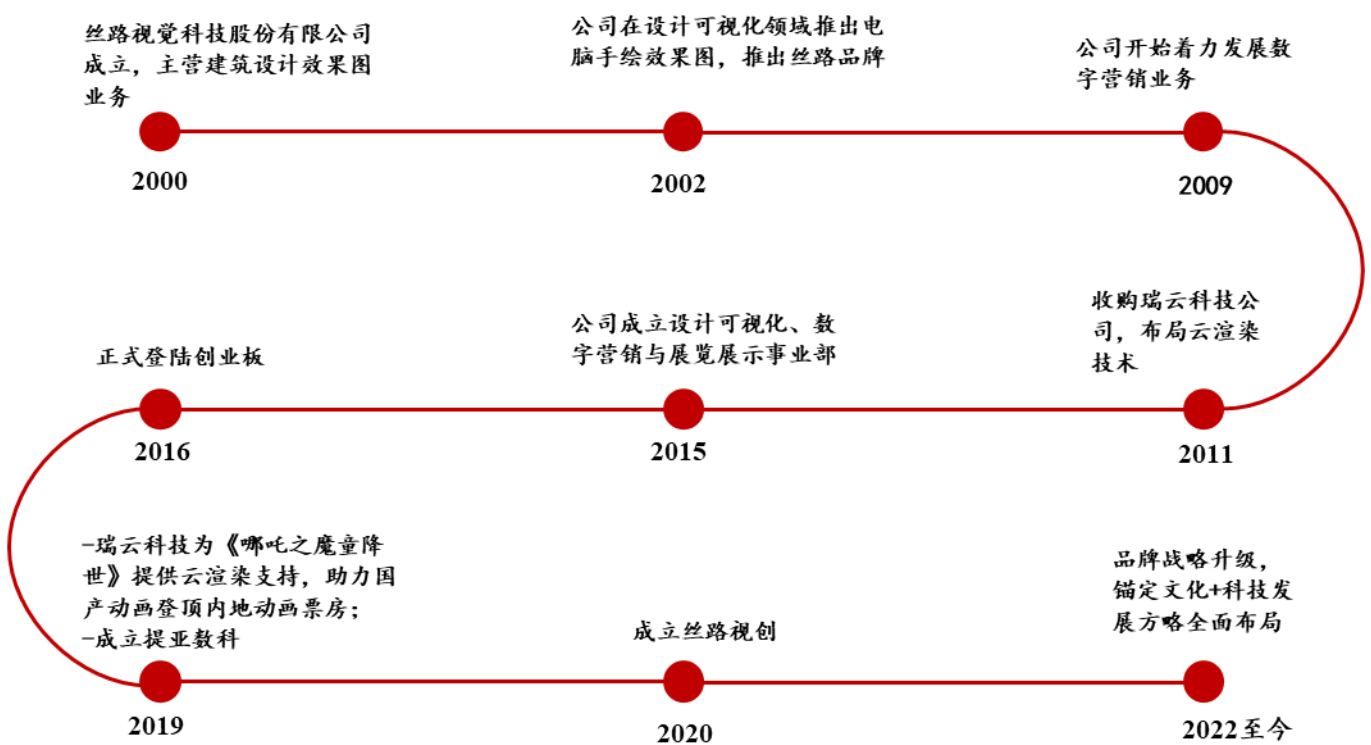 丝路视觉科技股份有限公司
成立，主营建筑设计效果图
业务
2000
公司在设计可视化领域推出电
脑手绘效果图，推出丝路品牌
2002
公司开始着力发展数
字营销业务
2009
收购瑞云科技公
司，布局云渲染
技术
2011
公司成立设计可视化、数
字营销与展览展示事业部
2015
正式登陆创业板
2016
-瑞云科技为《哪吒之魔童降
世》提供云渲染支持，助力国
产动画登顶内地动画票房；
-成立提亚数科
2019
成立丝路视创
2020
品牌战略升级，
锚定文化+科技发
展方略全面布局
2022至今